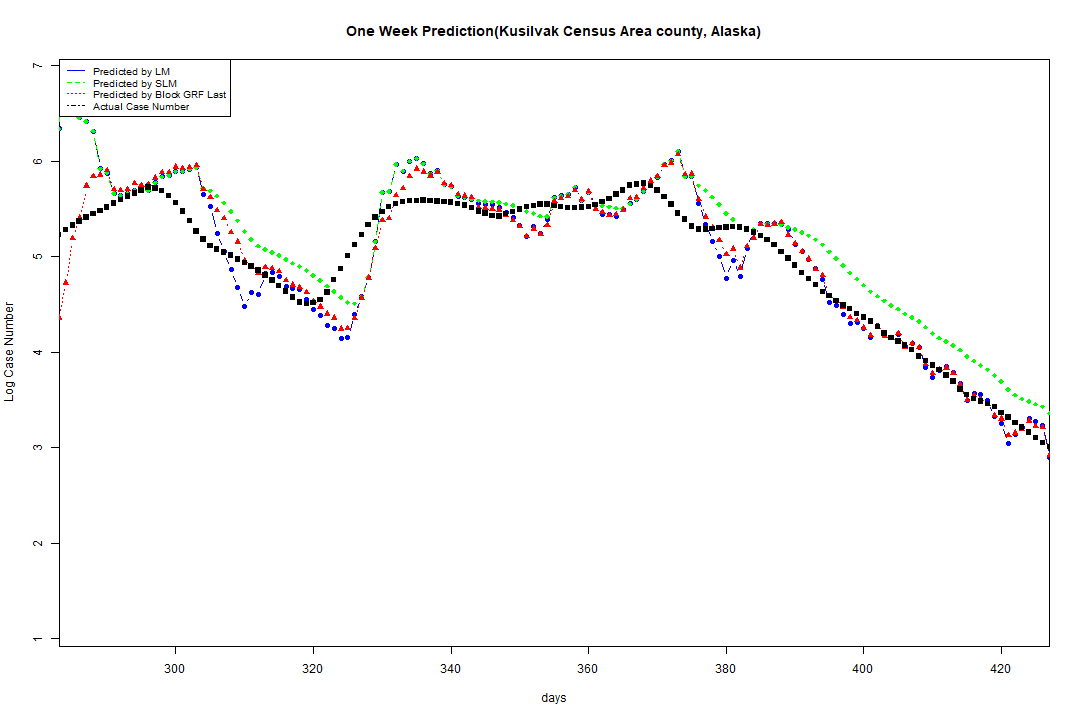 One Week Prediction(Kusilvak Census Area county, Alaska)
Predicted by LM
Predicted by SLM
Predicted by Block GRF Last
Actual Case Number
Log Case Number
7
6
5
4
3
2
1
300 320 340 360 380 400 420
days